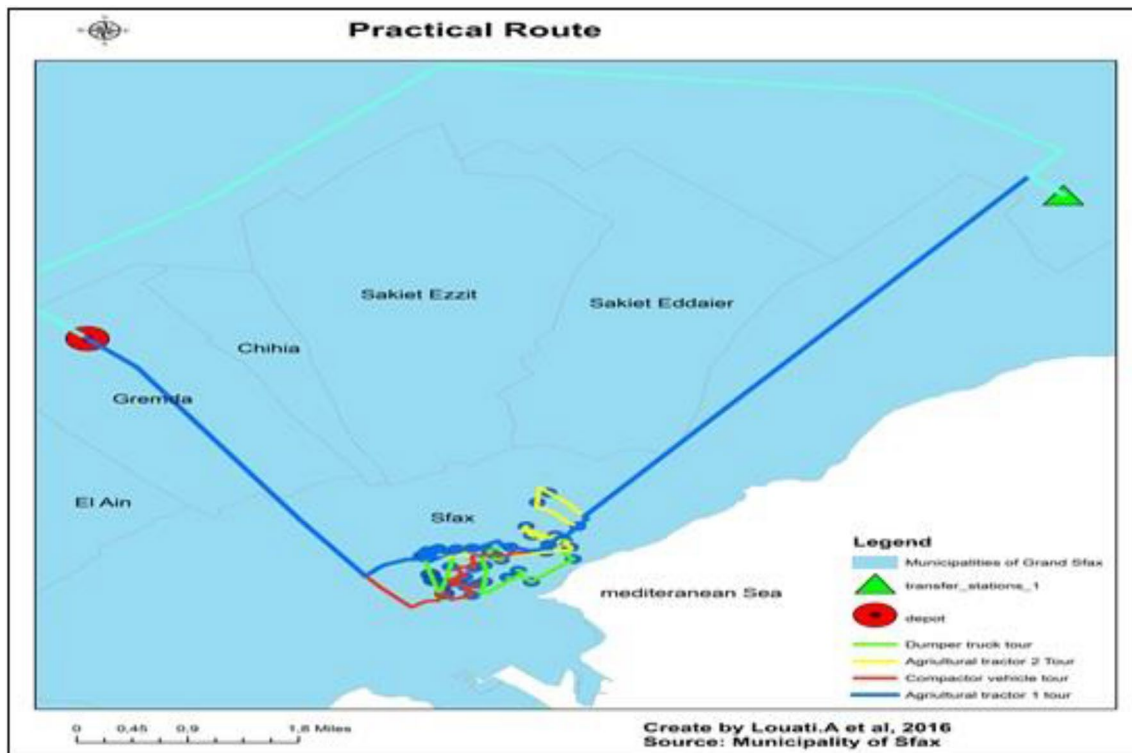 Practical Route
Sakiet Ezzit
Sakiet Eddaier
Chihia
Gremda
El Ain
Sfax
mediteranean Sea
Legend
Municipalities of Grand Sfax
transfer_stations_1
depot
Dumper truck tour
Agriultural tractor 2 Tour
Compactor vehicle tour
Agriultural tractor 1 tour
0 0,45 0,9 1,8 Miles
Create by Louati.A et al, 2016
Source: Municipality of Sfax